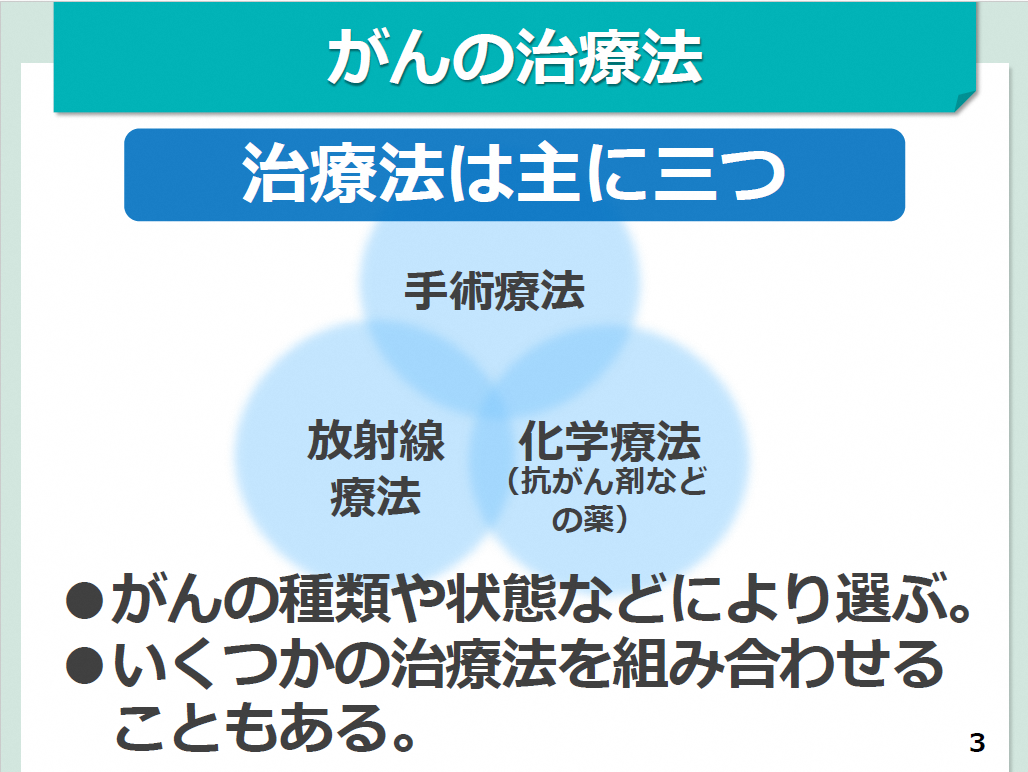 がんの治療法
治療法は主に三つ
手術療法
放射線
療法
化学療法
（抗がん剤など
の薬）
●がんの種類や状態などにより選ぶ。
●いくつかの治療法を組み合わせる
こともある。
3